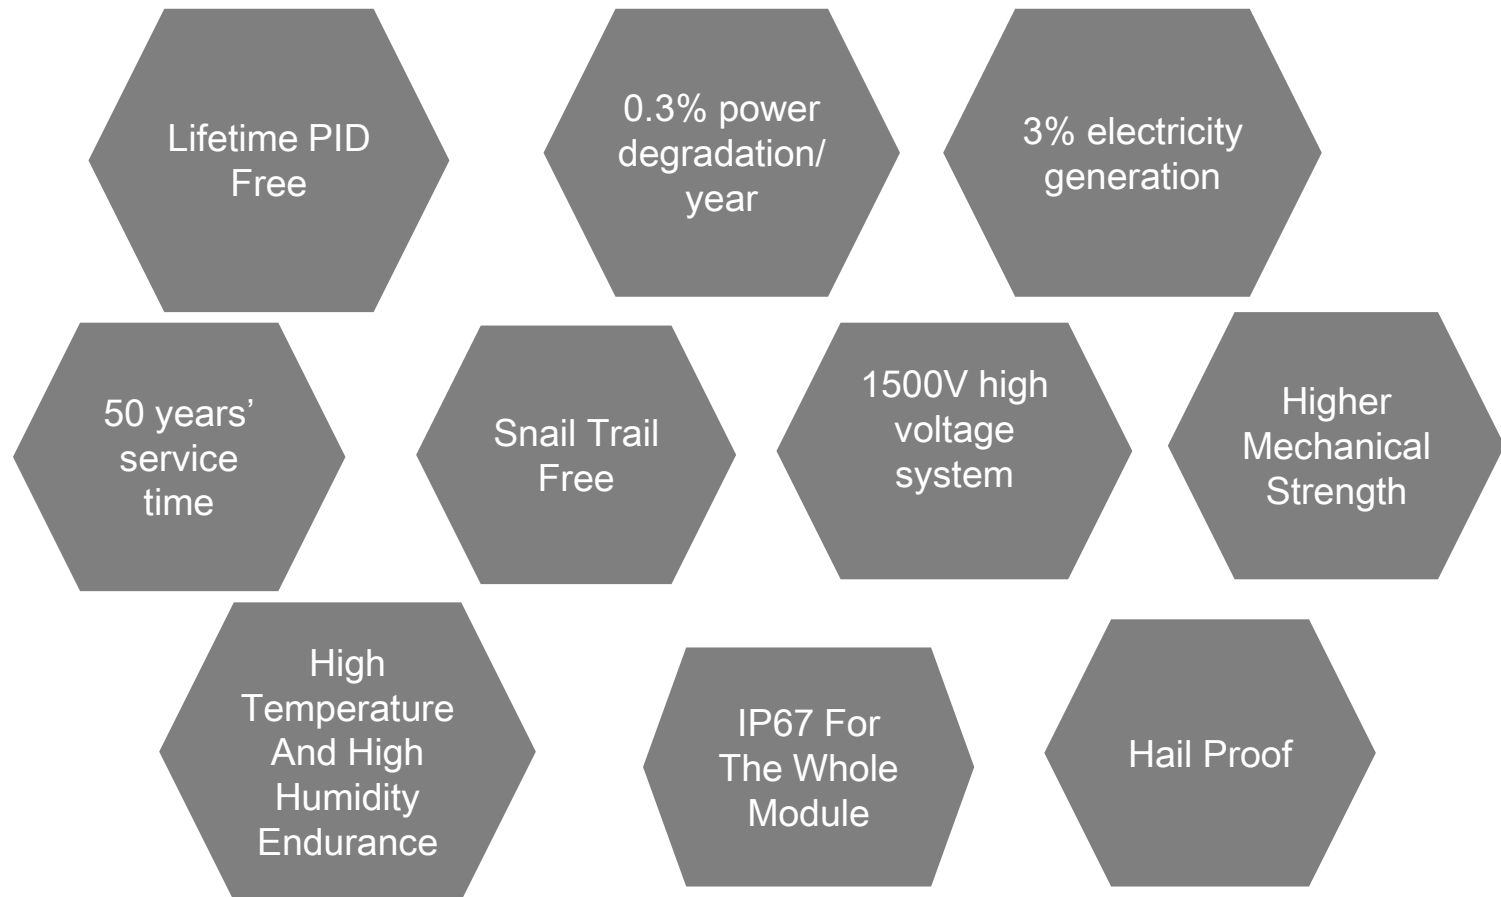 Lifetime PID
Free
0.3% power
degradation/
year
3% electricity
generation
50 years’
service
time
Snail Trail
Free
1500V high
voltage
system
Higher
Mechanical
Strength
High
Temperature
And High
Humidity
Endurance
IP67 For
The Whole
Module
Hail Proof